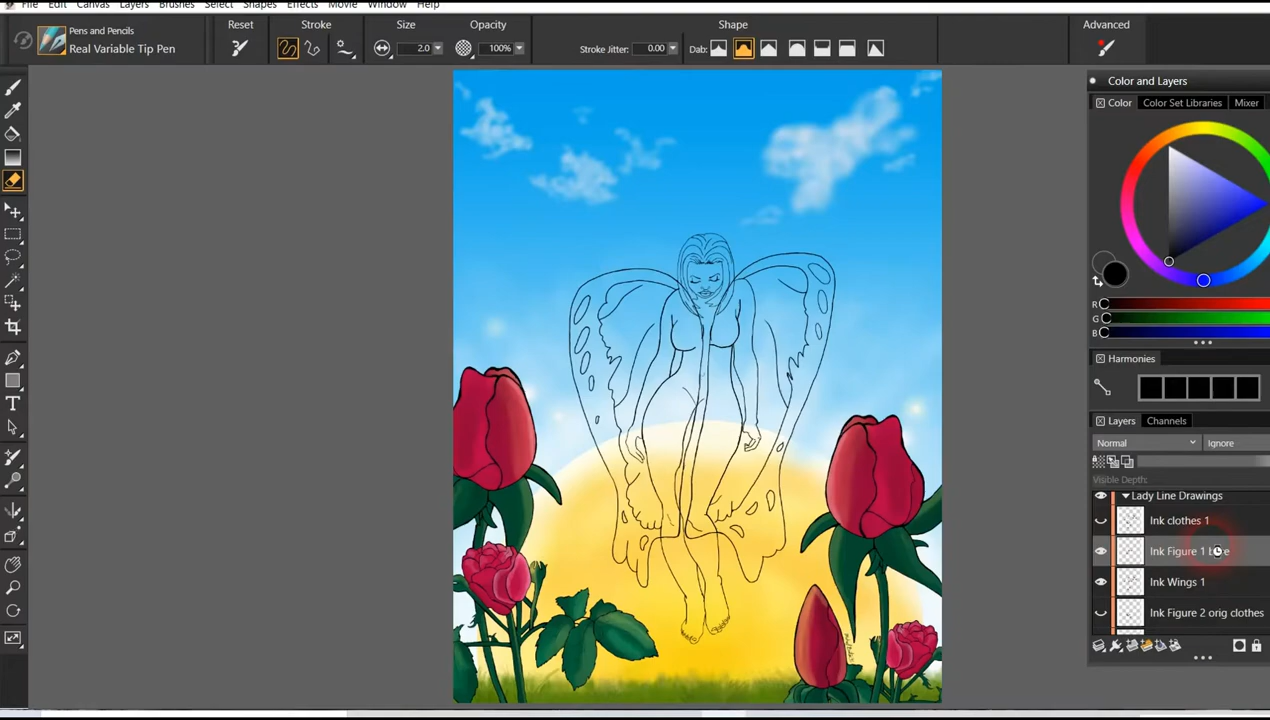 File Edit Canvas Layers Brushes Select Shapes Effects Movie Window Help
Pens and Pencils
Real Variable Tip Pen
Reset Stroke Size Opacity Shape Advanced
2.0 100% Stroke Jitter: 0.00 Dab:
Color and Layers
Color Color Set Libraries Mixer
R
G
B
Harmonies
Layers Channels
Normal Ignore
Visible Depth:
Lady Line Drawings
Ink clothes 1
Ink Figure 1
Ink Wings 1
Ink Figure 2 orig clothes